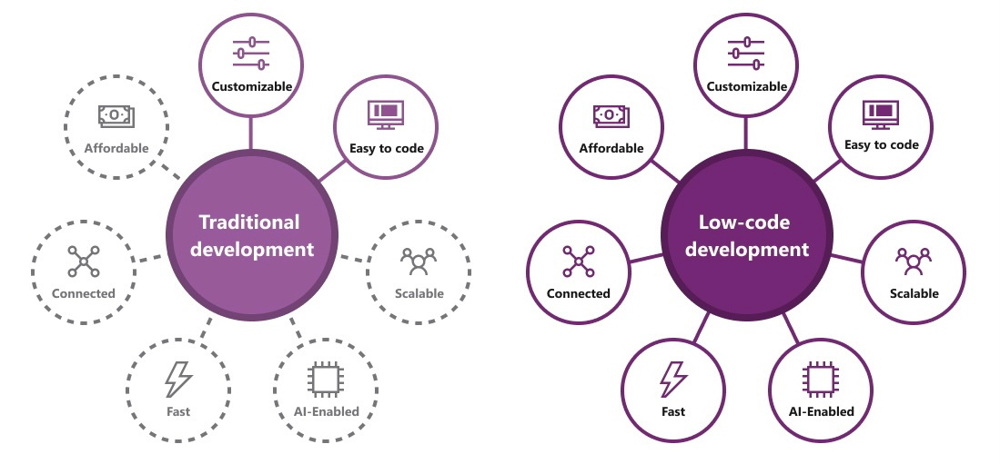 Customizable
Affordable
Easy to code
Traditional
development
Connected
Scalable
Fast
AI-Enabled
Customizable
Affordable
Easy to code
Low-code
development
Connected
Scalable
Fast
AI-Enabled